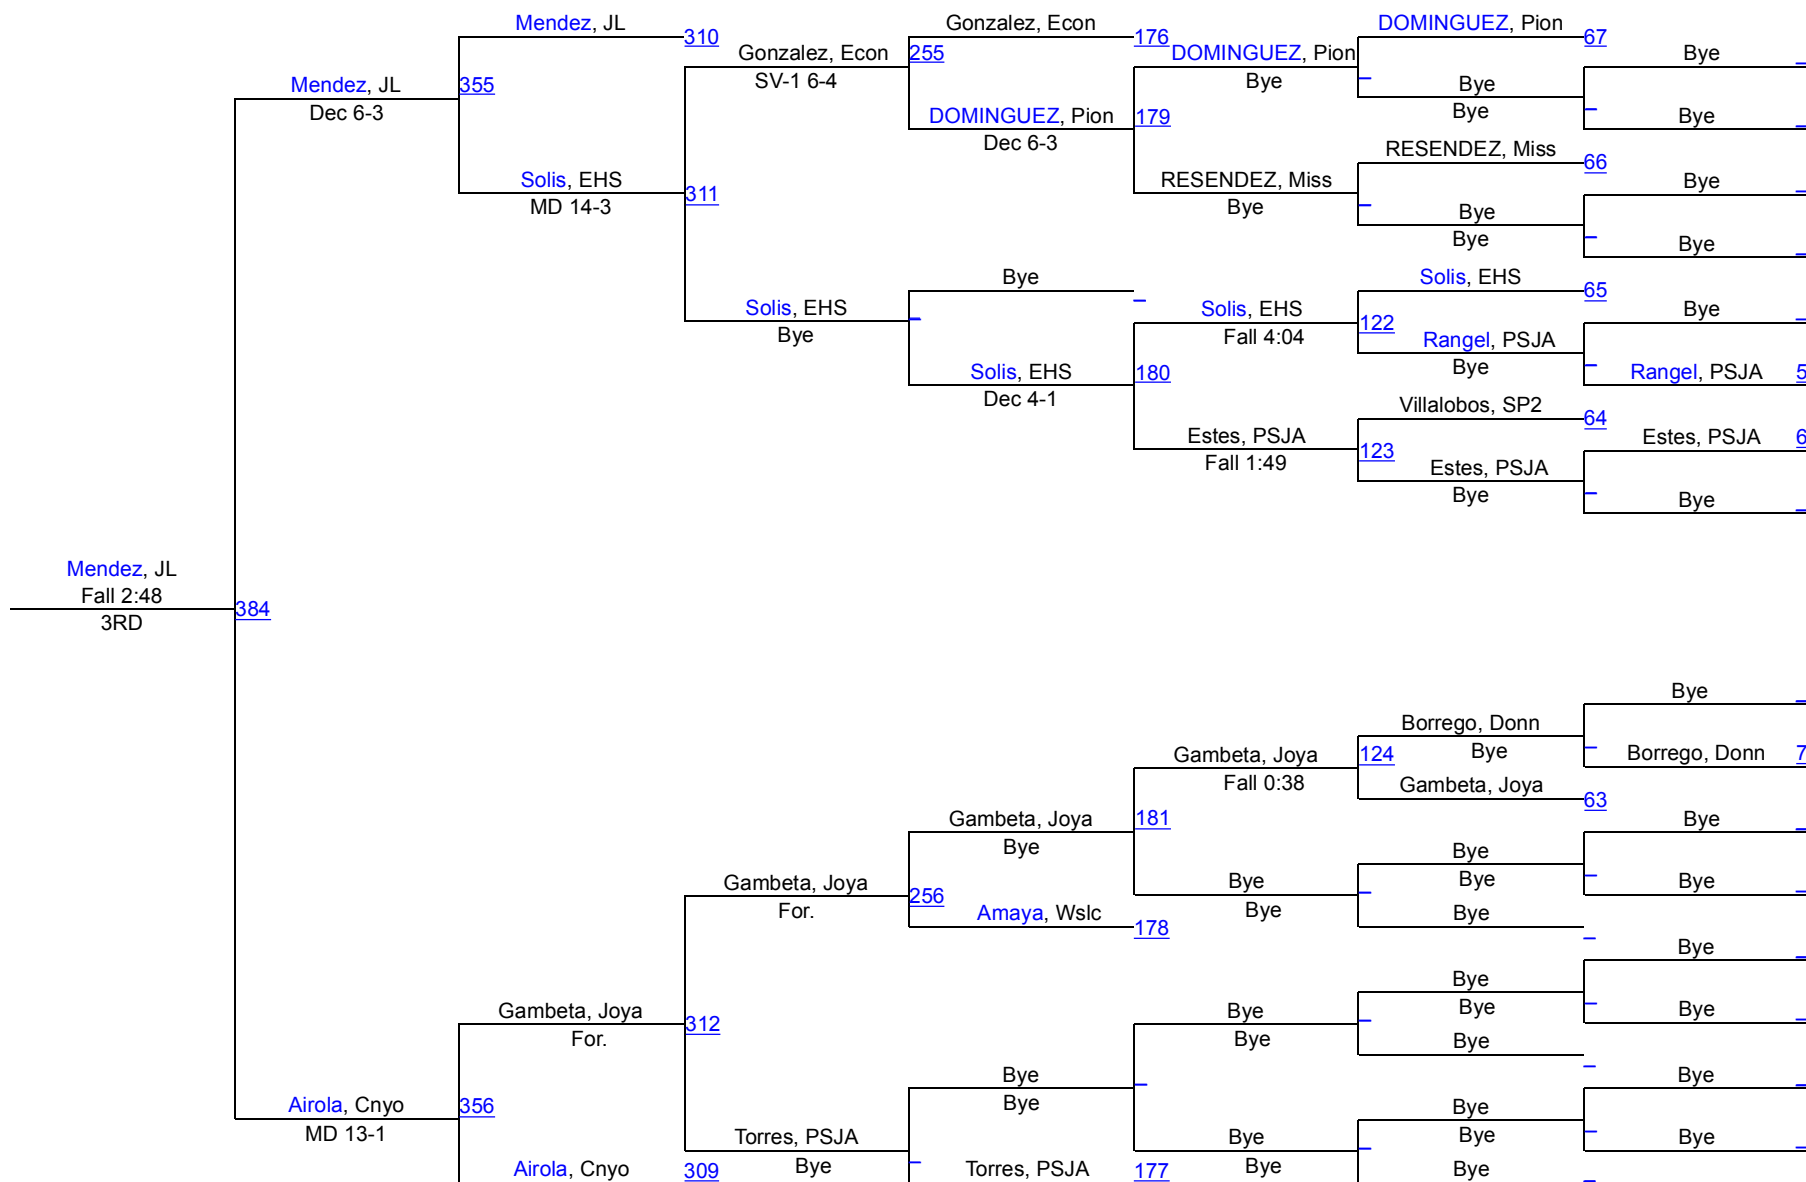 Mendez, JL
310
Gonzalez, Econ
176
DOMINGUEZ, Pion
67
Gonzalez, Econ
SV-1 6-4
255
DOMINGUEZ, Pion
Bye
Bye
Mendez, JL
Dec 6-3
355
Bye
Bye
DOMINGUEZ, Pion
Dec 6-3
179
Bye
RESENDEZ, Miss
66
Solis, EHS
MD 14-3
311
RESENDEZ, Miss
Bye
Bye
Bye
Bye
Bye
Bye
Solis, EHS
65
Solis, EHS
Bye
Solis, EHS
Fall 4:04
122
Bye
Rangel, PSJA
Bye
Solis, EHS
Dec 4-1
180
Rangel, PSJA
5
Villalobos, SP2
64
Estes, PSJA
Fall 1:49
123
Estes, PSJA
6
Estes, PSJA
Bye
Bye
Mendez, JL
Fall 2:48
3RD
384
Bye
Borrego, Donn
Bye
Gambeta, Joya
Fall 0:38
124
Borrego, Donn
7
Gambeta, Joya
63
Gambeta, Joya
Bye
181
Bye
Bye
Bye
Gambeta, Joya
For.
256
Bye
Bye
Bye
Amaya, Wslc
178
Bye
Bye
Bye
Bye
Gambeta, Joya
For.
312
Bye
Bye
Bye
Bye
Bye
Bye
Bye
Airola, Cnyo
MD 13-1
356
Bye
Bye
Torres, PSJA
Bye
Bye
Bye
Bye
Airola, Cnyo
309
Torres, PSJA
177
Bye